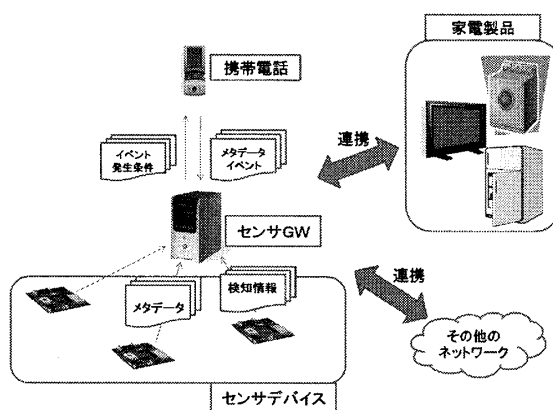 家電製品
携帯電話
イベント
発生条件
メタデータ
イベント
連携
センサGW
メタデータ
検知情報
連携
その他の
ネットワーク
センサデバイス